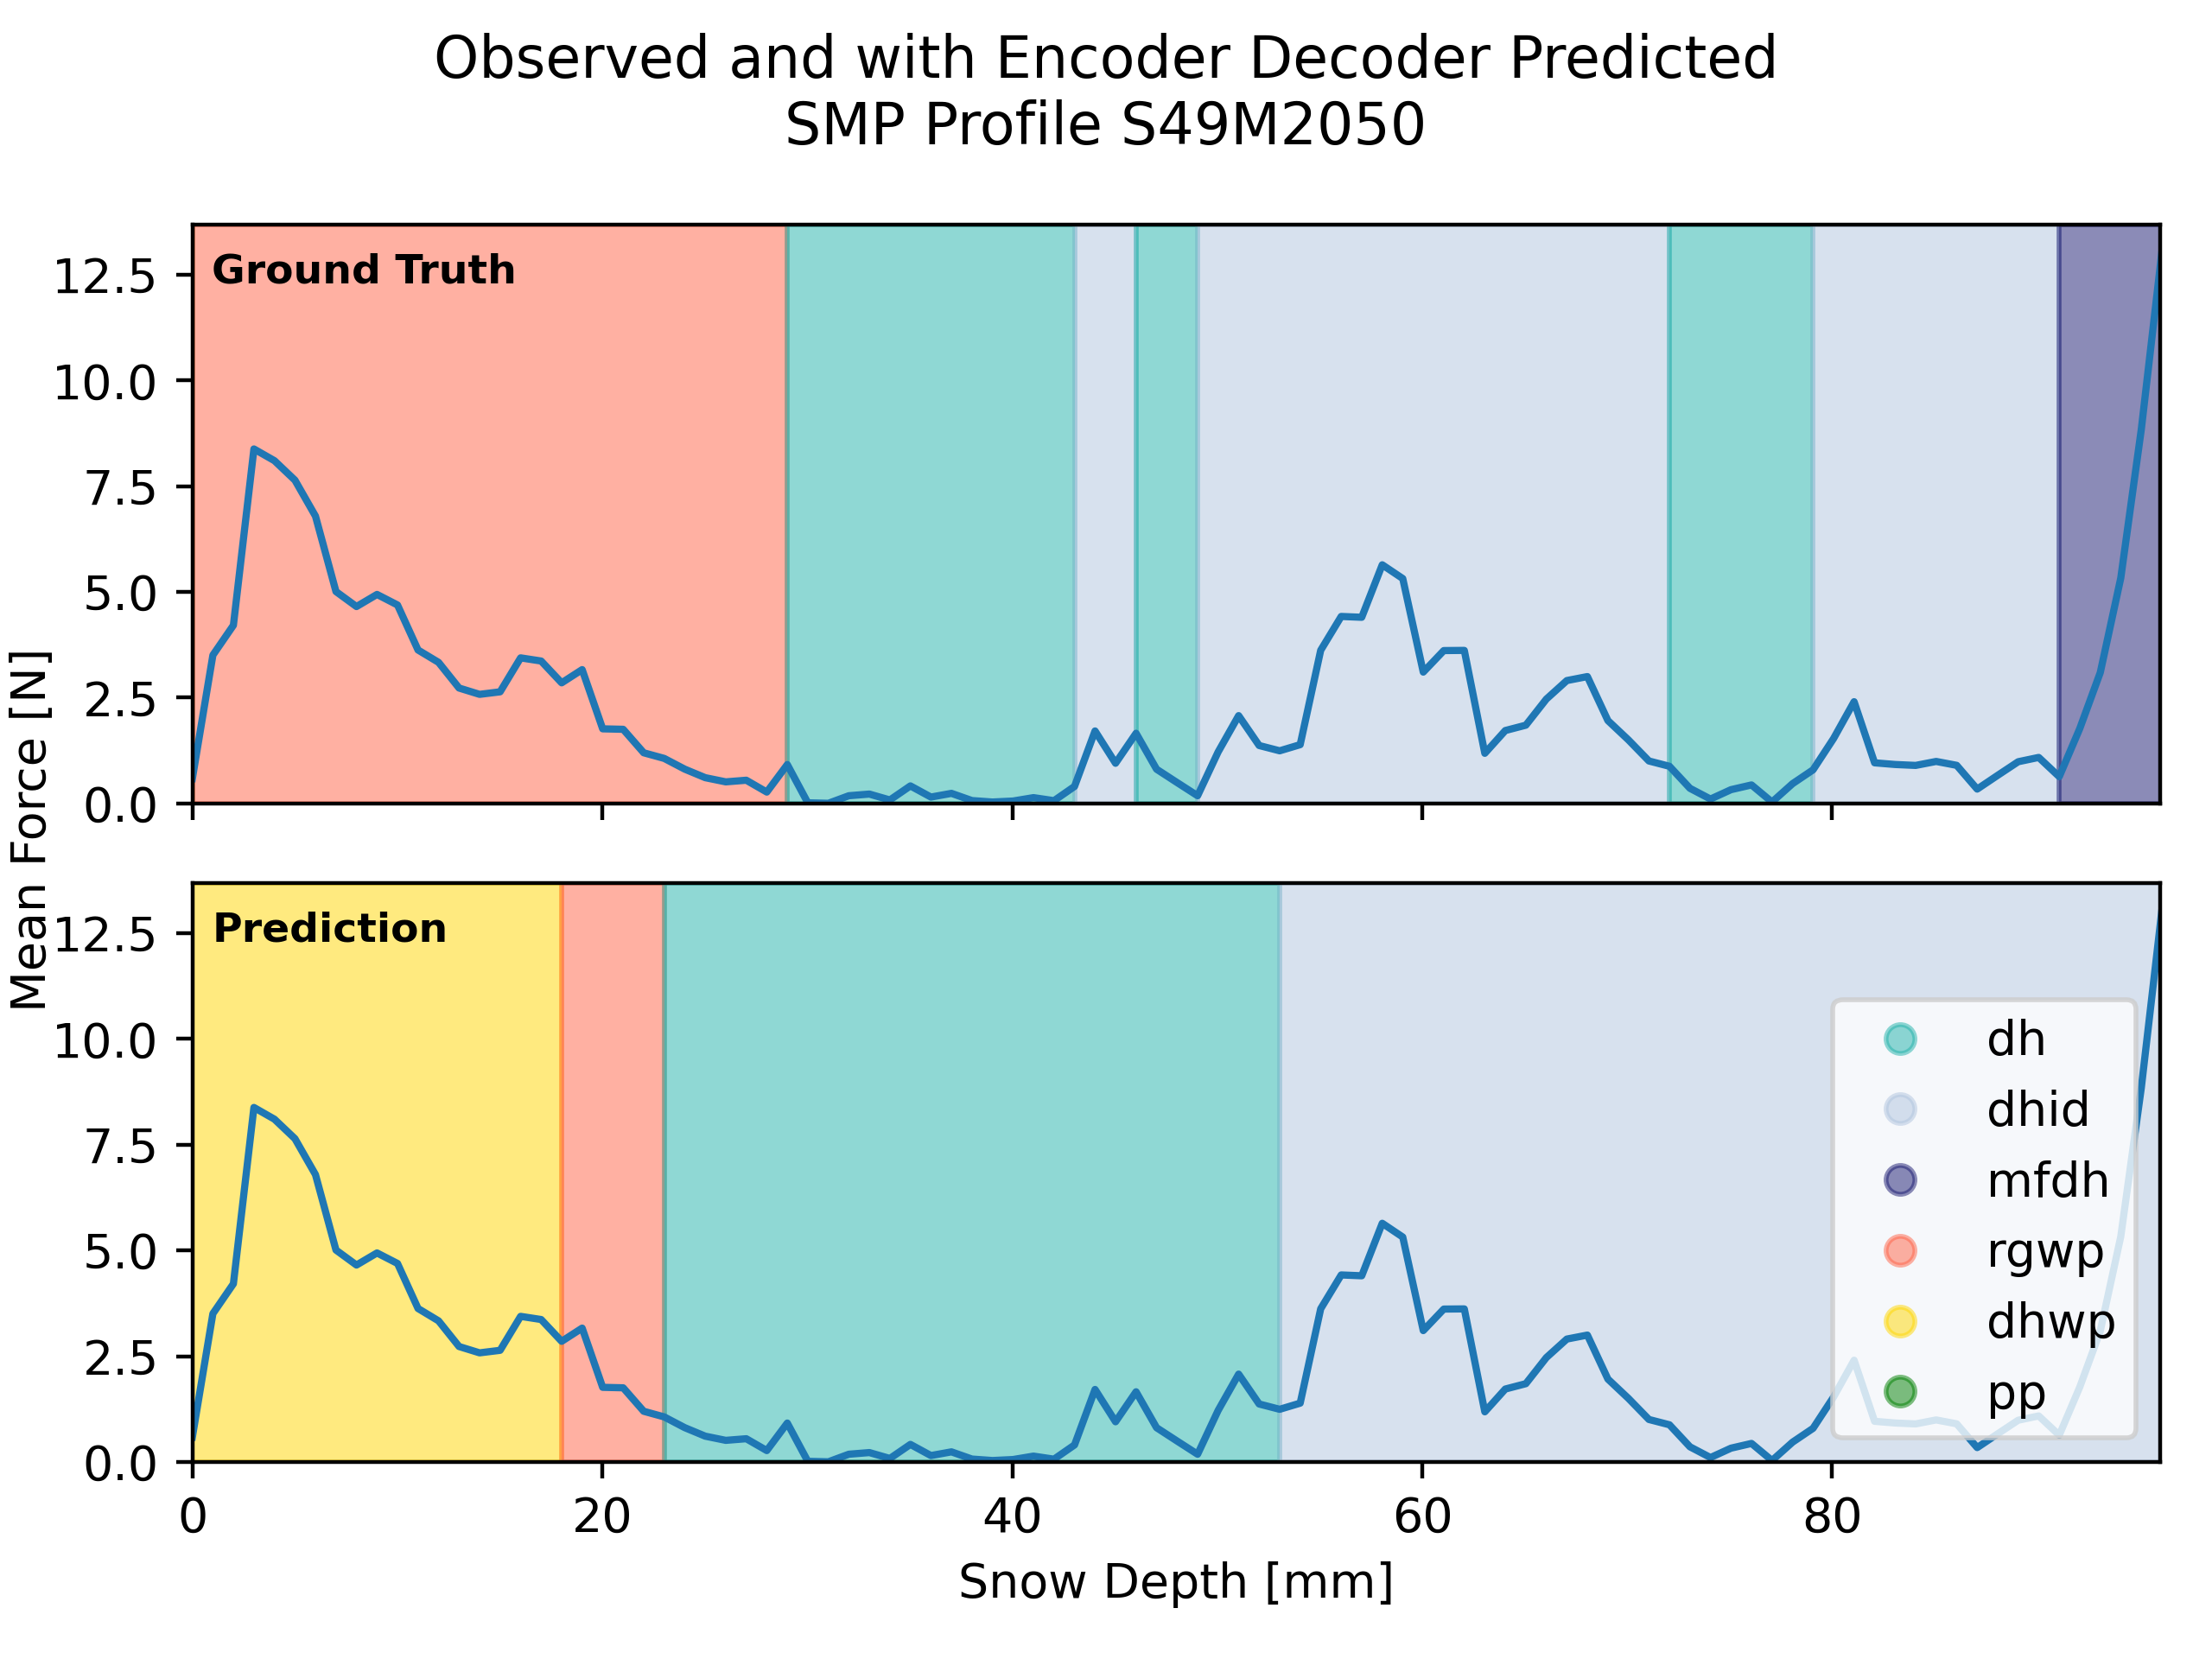 Observed and with Encoder Decoder Predicted
SMP Profile S49M2050
Ground Truth
12.5
10.0
7.5
5.0
2.5
0.0
Mean Force [N]
Prediction
12.5
10.0
7.5
5.0
2.5
0.0
dh
dhid
mfdh
rgwp
dhwp
pp
0 20 40 60 80
Snow Depth [mm]